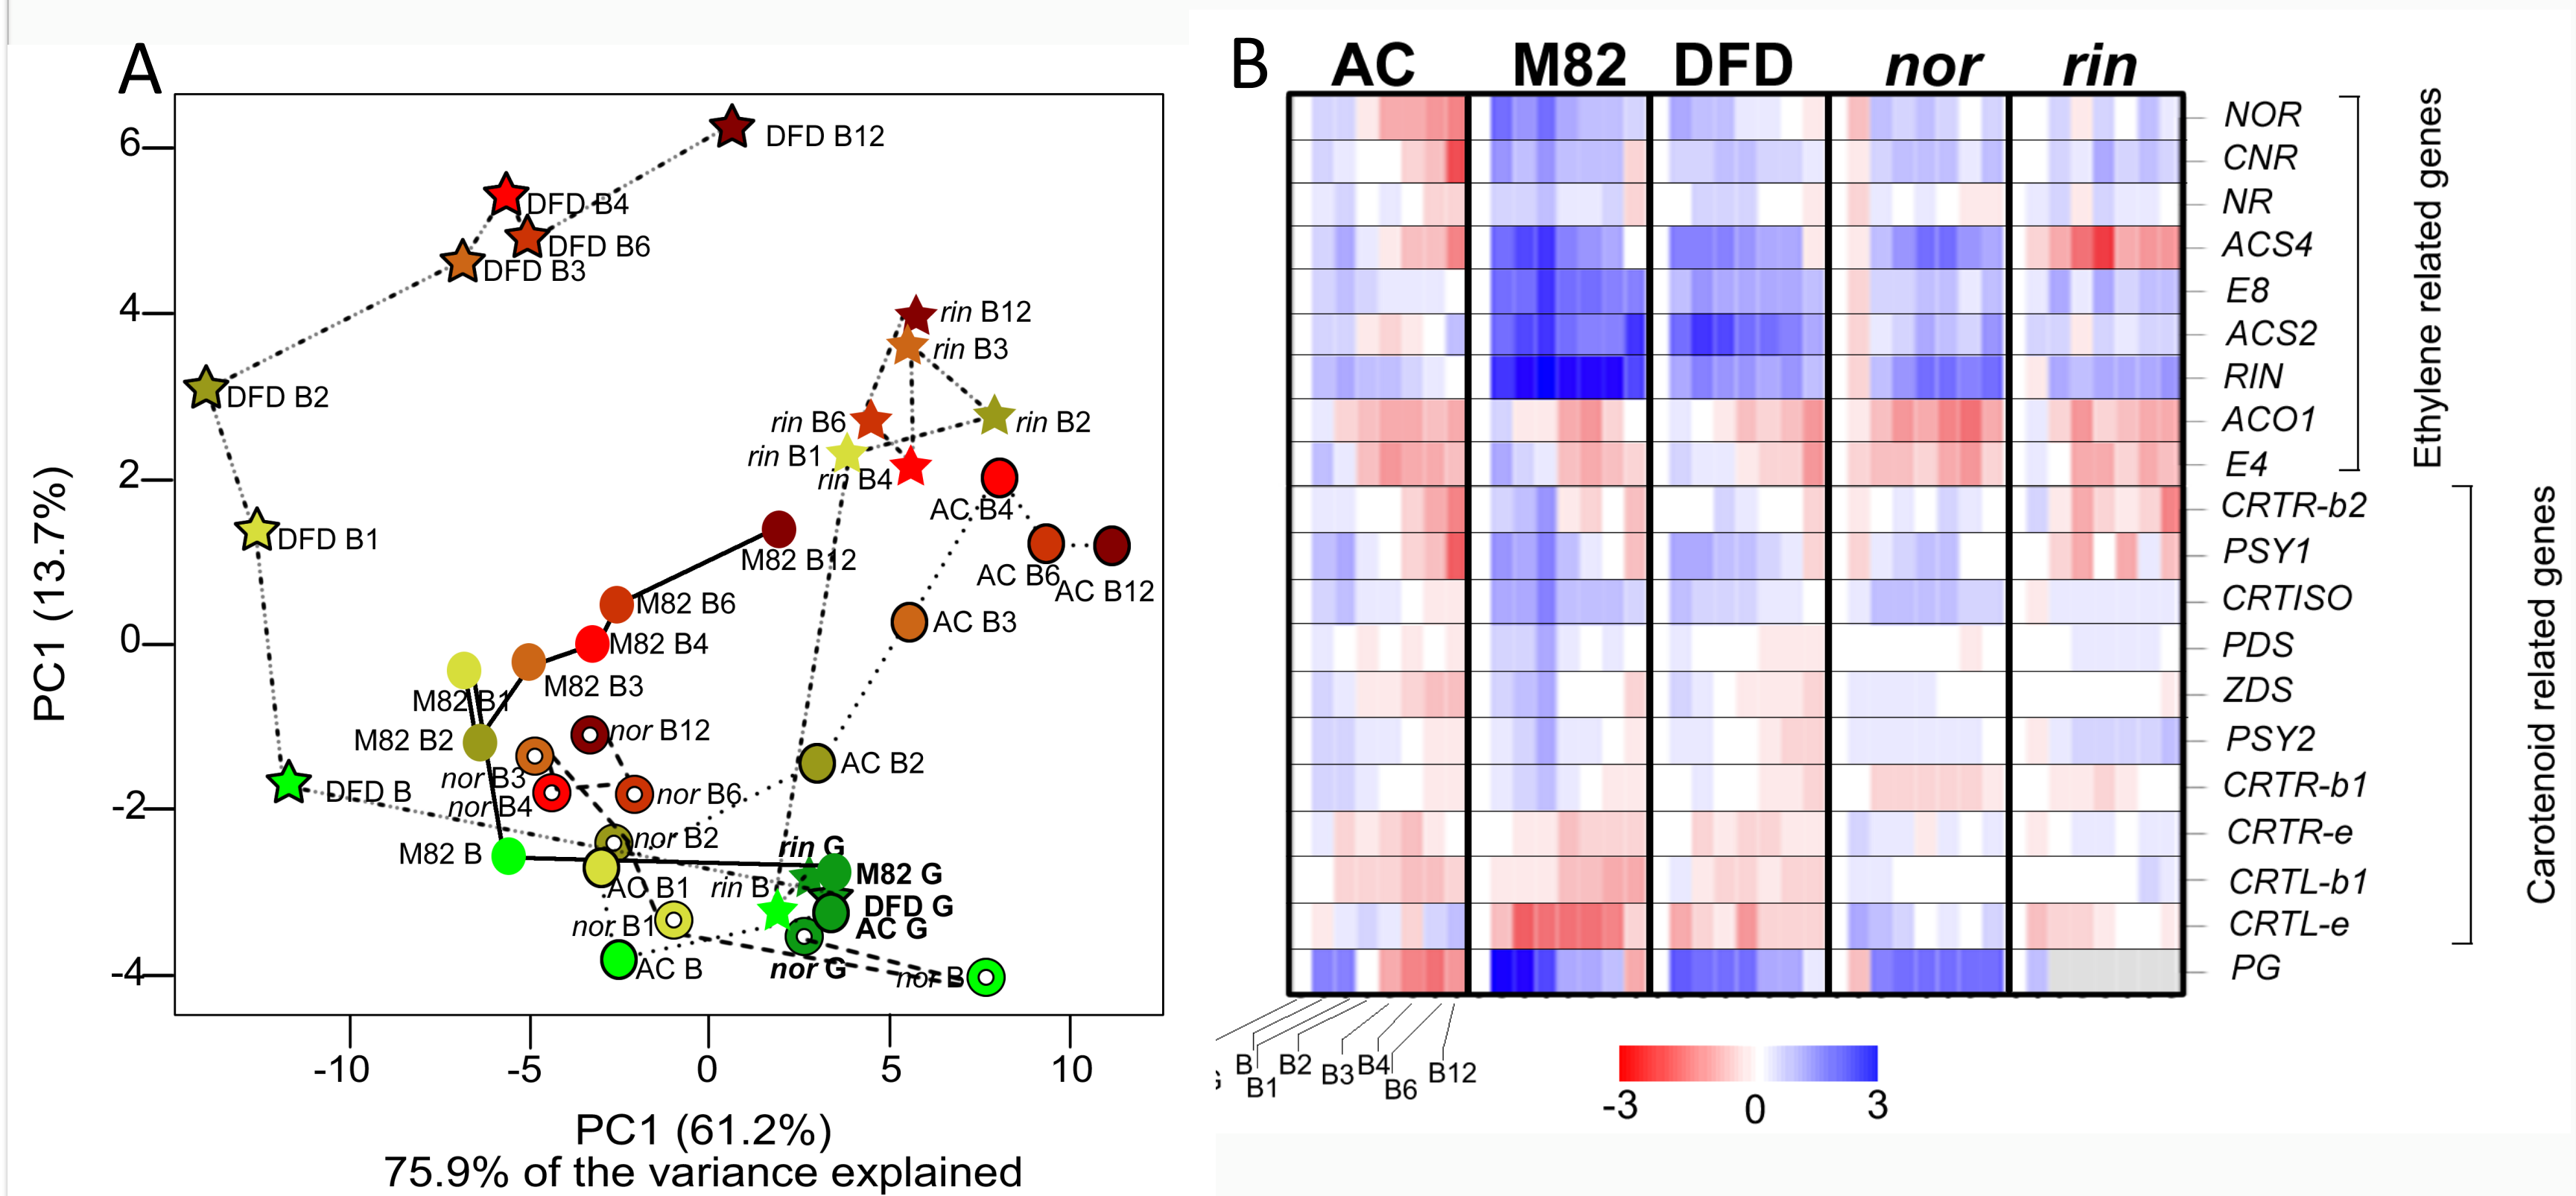 A
6
4
2
0
-2
-4
PC1 (13.7%)
DFD B12
DFD B4
DFD B6
DFD B3
DFD B2
DFD B1
DFD B
rin B12
rin B3
rin B6
rin B2
rin B1
rin B4
AC B4
AC B6
AC B12
AC B3
AC B2
M82 B12
M82 B6
M82 B4
M82 B3
M82 B1
M82 B2
nor B12
nor B3
nor B4
nor B6
nor B2
M82 B
rin G
M82 G
AC B1
rin B
DFD G
nor B1
AC G
AC B
nor G
nor B
-10
-5
0
5
10
PC1 (61.2%)
75.9% of the variance explained
B
AC
M82
DFD
nor
rin
NOR
CNR
NR
ACS4
E8
ACS2
RIN
ACO1
E4
CRTR-b2
PSY1
CRTISO
PDS
ZDS
PSY2
CRTR-b1
CRTR-e
CRTL-b1
CRTL-e
PG
Ethylene related genes
Carotenoid related genes
B
B1
B2
B3
B4
B6
B12
-3
0
3